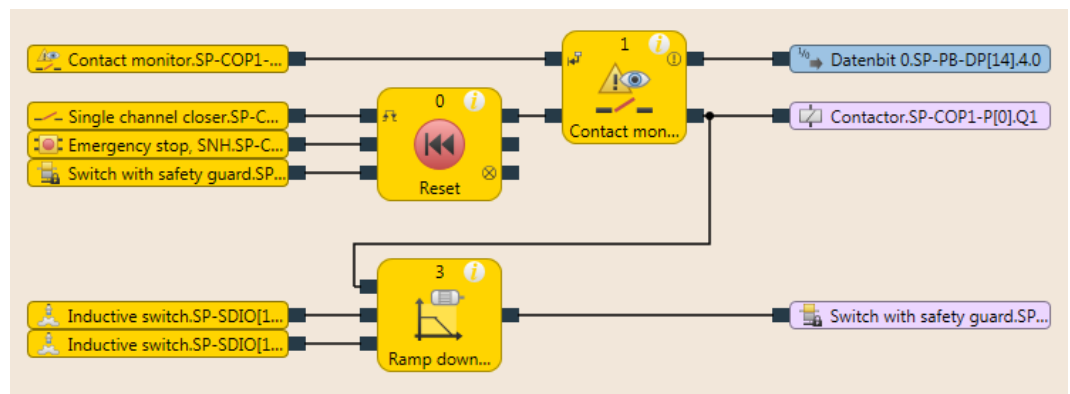 1
Contact monitor.SP-COP1-...
Datenbit 0.SP-PB-DP[14].4.0
0
Single channel closer.SP-C...
Contact mon...
Contactor.SP-COP1-P[0].Q1
Emergency stop, SNH.SP-C...
Switch with safety guard.SP...
Reset
3
Inductive switch.SP-SDIO[1...
Switch with safety guard.SP...
Inductive switch.SP-SDIO[1...
Ramp down...